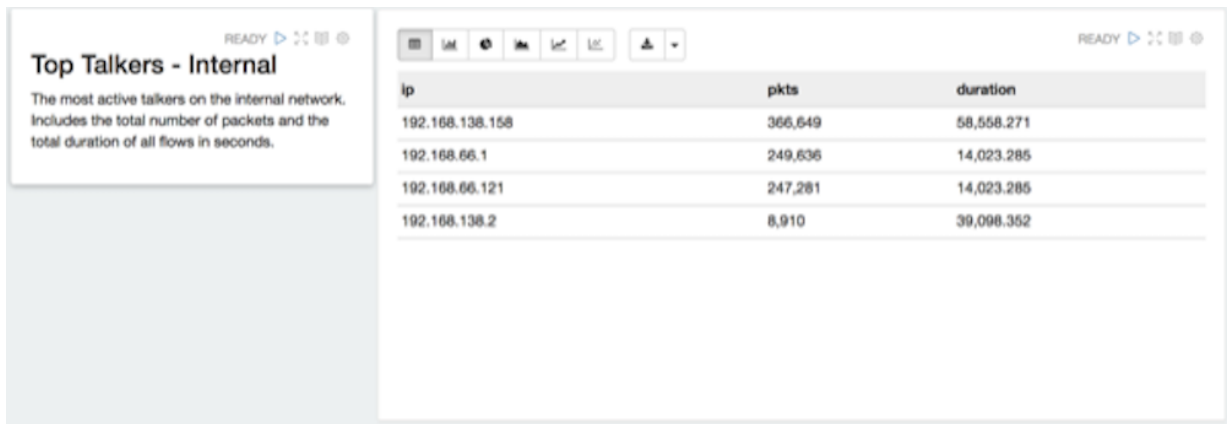 READY
Top Talkers - Internal
The most active talkers on the internal network.
Includes the total number of packets and the
total duration of all flows in seconds.
READY
ip pkts duration
192.168.138.158 366,649 58,558.271
192.168.66.1 249,636 14,023.285
192.168.66.121 247,281 14,023.285
192.168.138.2 8,910 39,098.352